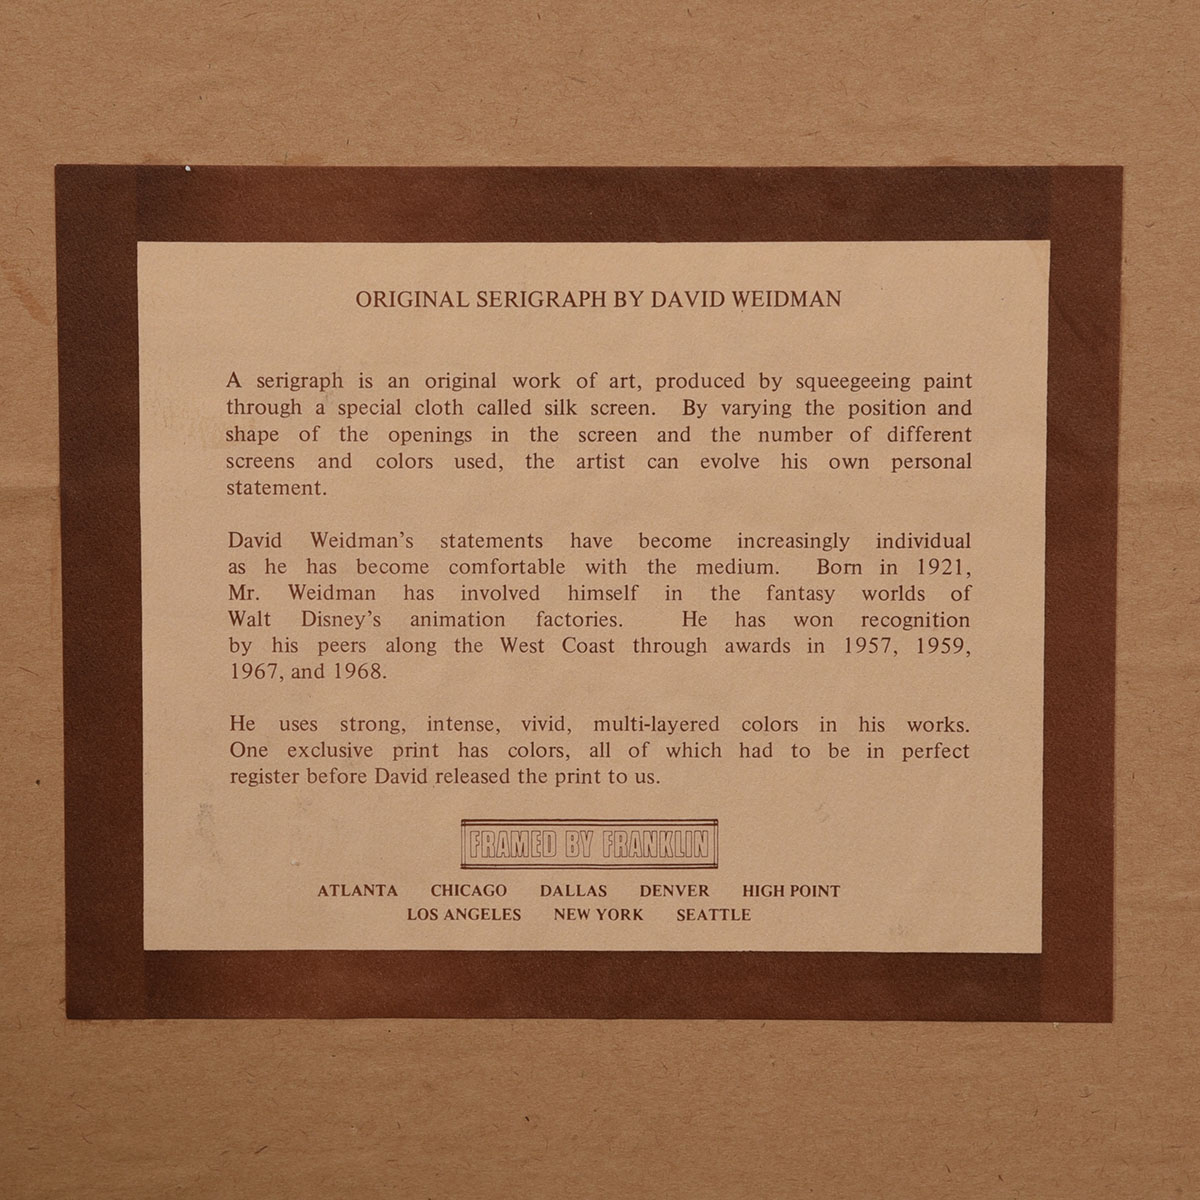 ORIGINAL SERIGRAPH BY DAVID WEIDMAN
A serigraph is an original work of art, produced by squeegeeing paint
through a special cloth called silk screen. By varying the position and
shape of the openings in the screen and the number of different
screens and colors used, the artist can evolve his own personal
statement.
David Weidman's statements have become increasingly individual
as he has become comfortable with the medium. Born in 1921,
Mr. Weidman has involved himself in the fantasy worlds of
Walt Disney's animation factories. He has won recognition
by his peers along the West Coast through awards in 1957, 1959,
1967, and 1968.
He uses strong, intense, vivid, multi-layered colors in his works.
One exclusive print has colors, all of which had to be in perfect
register before David released the print to us.
FRAMED BY FRANKLIN
ATLANTA CHICAGO DALLAS DENVER HIGH POINT
LOS ANGELES NEW YORK SEATTLE